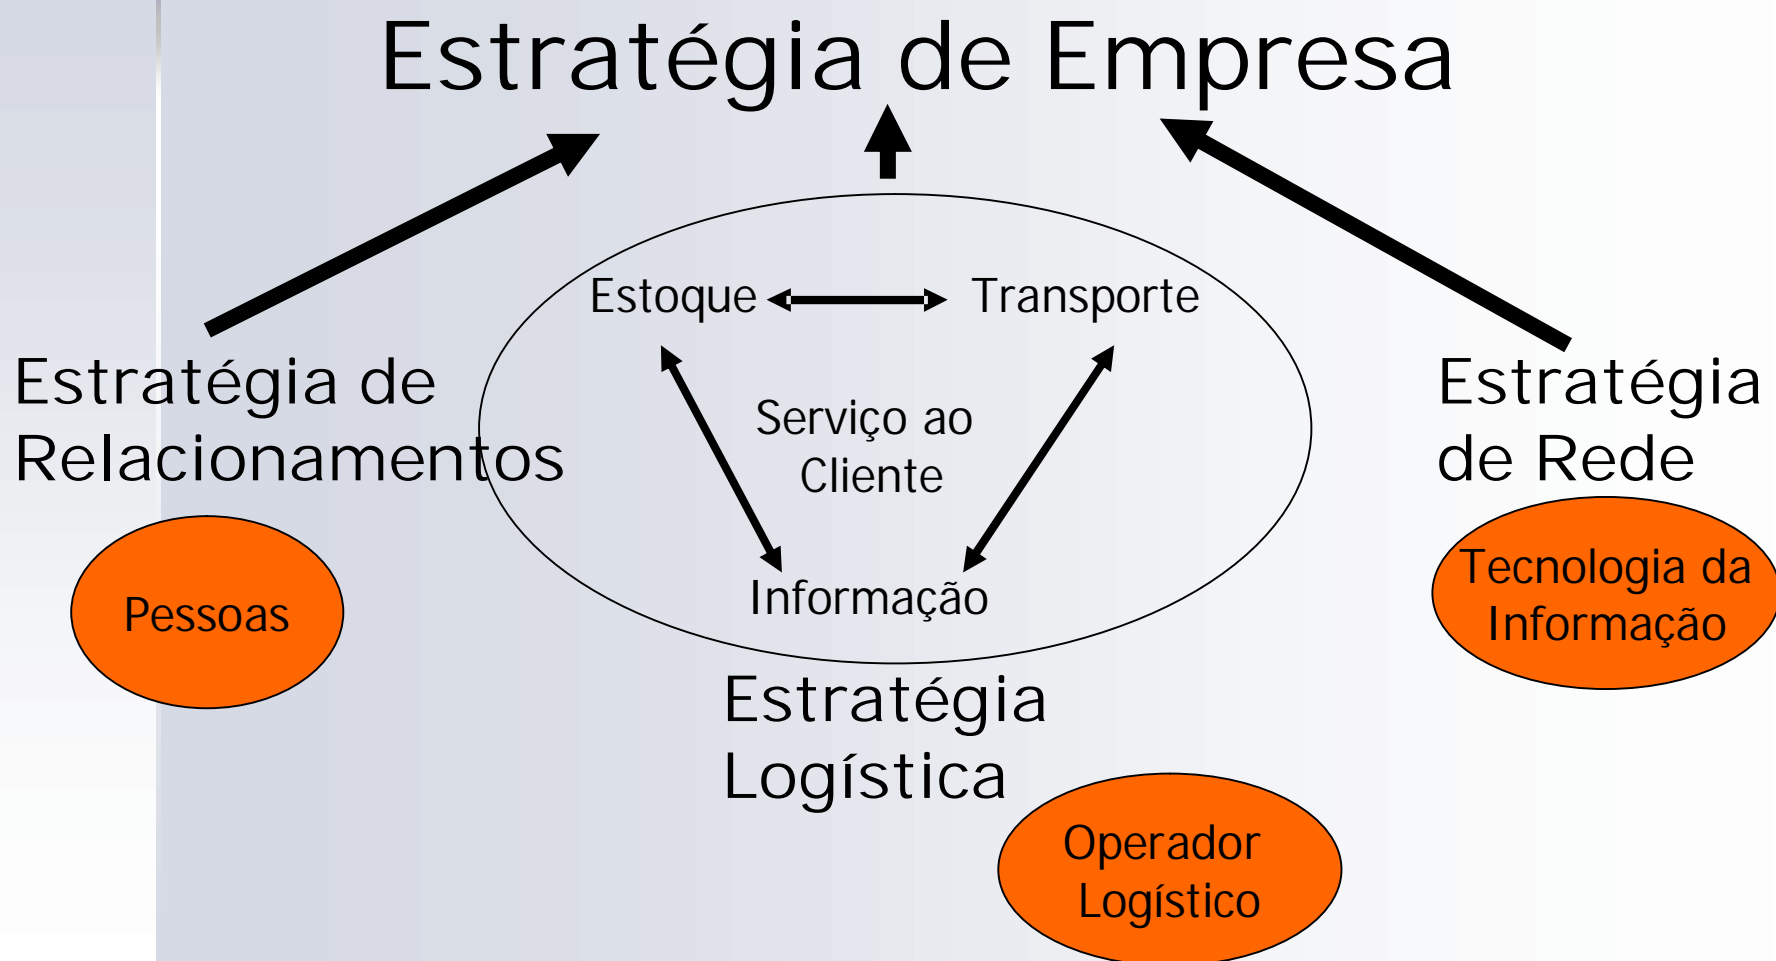 Estratégia de Empresa
Estoque
Transporte
Estratégia de
Relacionamentos
Serviço ao
Cliente
Estratégia
de Rede
Informação
Pessoas
Tecnologia da
Informação
Estratégia
Logística
Operador
Logístico